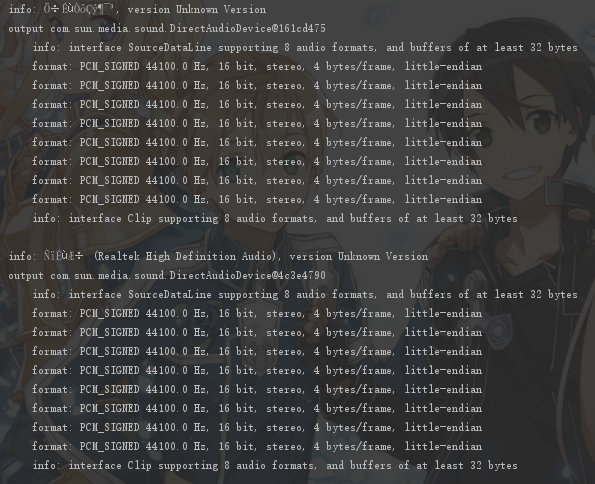 info: Ö÷ÉùÒôÇý¶¯³, version Unknown Version
output com.sun.media.sound.DirectAudioDevice@161cd475
info: interface SourceDataLine supporting 8 audio formats, and buffers of at least 32 bytes
format: PCM_SIGNED 44100.0 Hz, 16 bit, stereo, 4 bytes/frame, little-endian
format: PCM_SIGNED 44100.0 Hz, 16 bit, stereo, 4 bytes/frame, little-endian
format: PCM_SIGNED 44100.0 Hz, 16 bit, stereo, 4 bytes/frame, little-endian
format: PCM_SIGNED 44100.0 Hz, 16 bit, stereo, 4 bytes/frame, little-endian
format: PCM_SIGNED 44100.0 Hz, 16 bit, stereo, 4 bytes/frame, little-endian
format: PCM_SIGNED 44100.0 Hz, 16 bit, stereo, 4 bytes/frame, little-endian
format: PCM_SIGNED 44100.0 Hz, 16 bit, stereo, 4 bytes/frame, little-endian
format: PCM_SIGNED 44100.0 Hz, 16 bit, stereo, 4 bytes/frame, little-endian
info: interface Clip supporting 8 audio formats, and buffers of at least 32 bytes
info: ÑïÉùÆ÷ (Realtek High Definition Audio), version Unknown Version
output com.sun.media.sound.DirectAudioDevice@4c3e4790
info: interface SourceDataLine supporting 8 audio formats, and buffers of at least 32 bytes
format: PCM_SIGNED 44100.0 Hz, 16 bit, stereo, 4 bytes/frame, little-endian
format: PCM_SIGNED 44100.0 Hz, 16 bit, stereo, 4 bytes/frame, little-endian
format: PCM_SIGNED 44100.0 Hz, 16 bit, stereo, 4 bytes/frame, little-endian
format: PCM_SIGNED 44100.0 Hz, 16 bit, stereo, 4 bytes/frame, little-endian
format: PCM_SIGNED 44100.0 Hz, 16 bit, stereo, 4 bytes/frame, little-endian
format: PCM_SIGNED 44100.0 Hz, 16 bit, stereo, 4 bytes/frame, little-endian
format: PCM_SIGNED 44100.0 Hz, 16 bit, stereo, 4 bytes/frame, little-endian
format: PCM_SIGNED 44100.0 Hz, 16 bit, stereo, 4 bytes/frame, little-endian
info: interface Clip supporting 8 audio formats, and buffers of at least 32 bytes